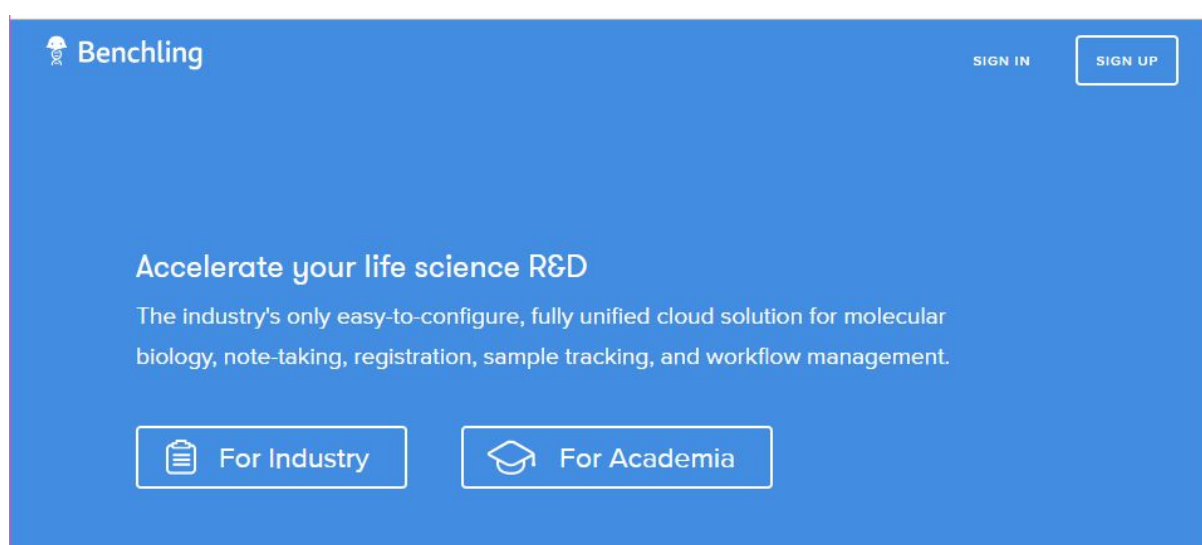 Benchling
SIGN IN
SIGN UP
Accelerate your life science R&D
The industry's only easy-to-configure, fully unified cloud solution for molecular
biology, note-taking, registration, sample tracking, and workflow management.
For Industry
For Academia